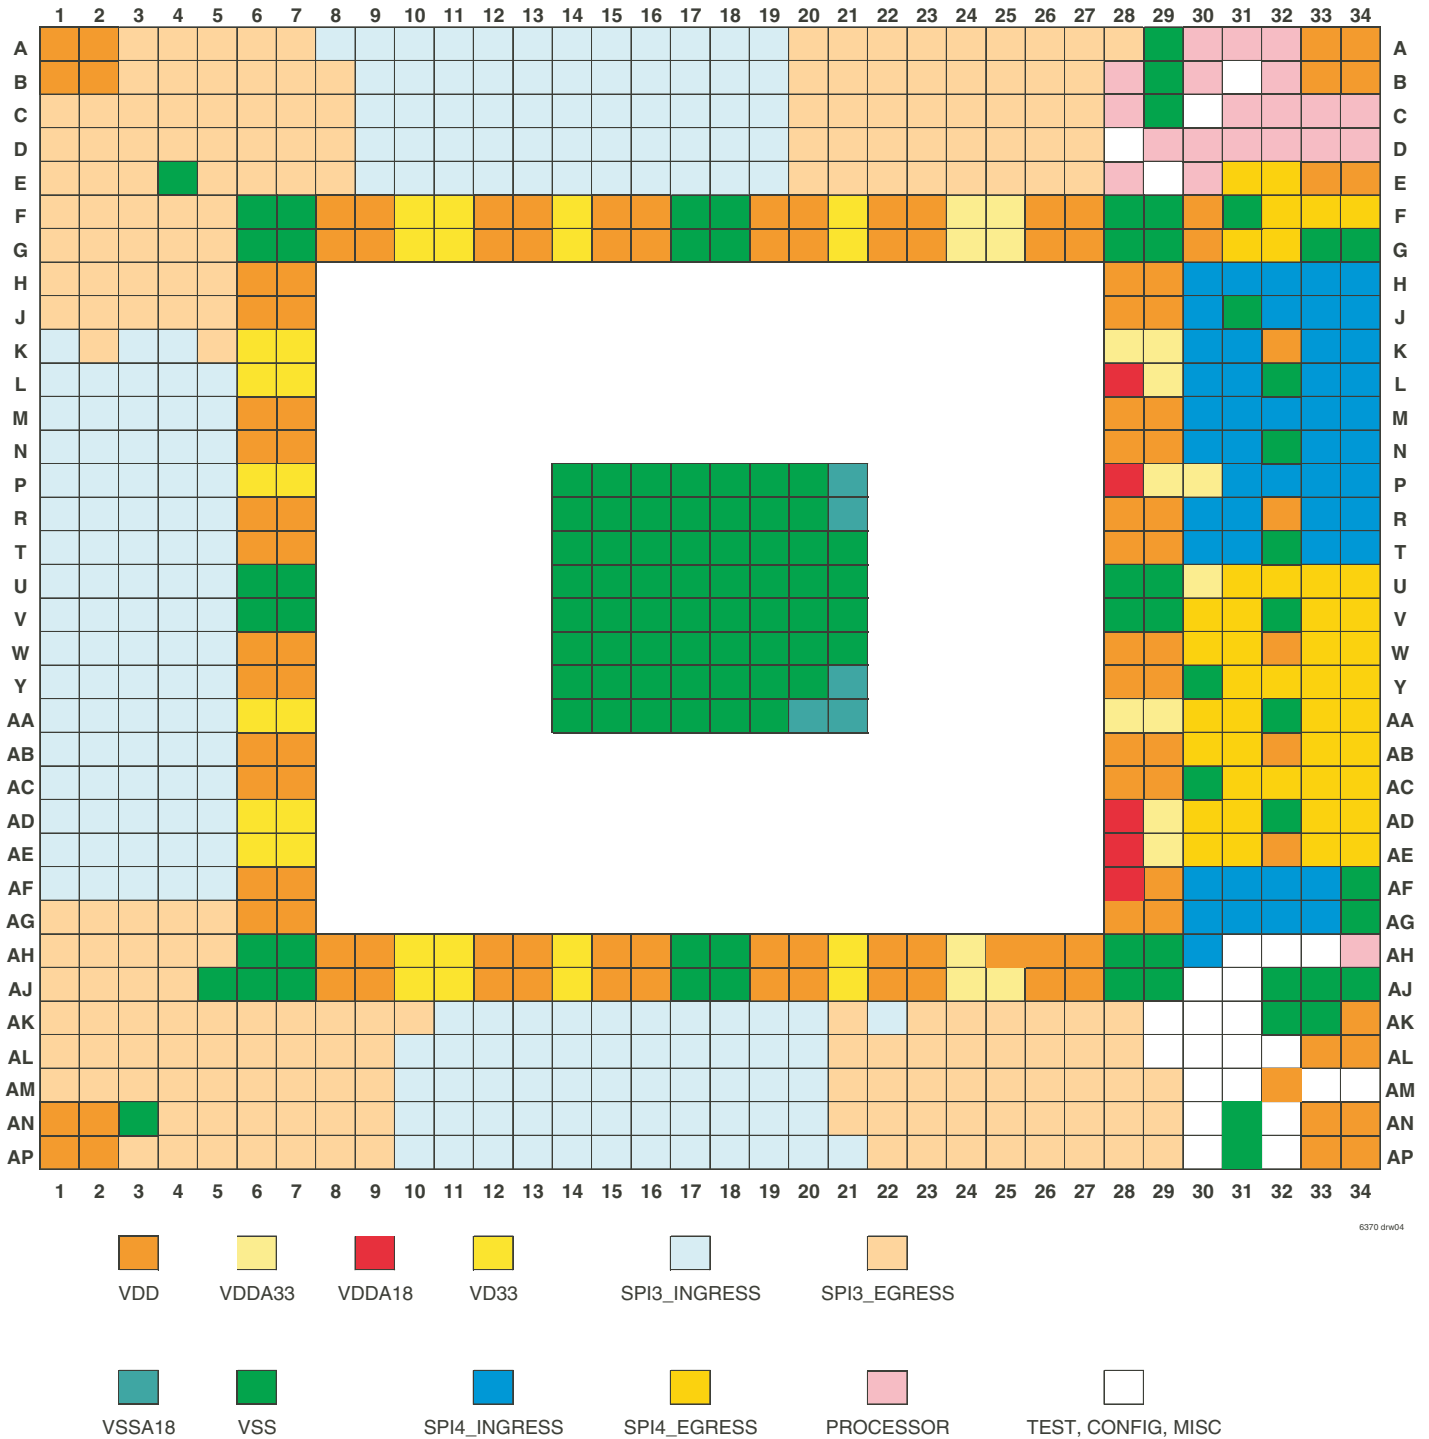 1 2 3 4 5 6 7 8 9 10 11 12 13 14 15 16 17 18 19 20 21 22 23 24 25 26 27 28 29 30 31 32 33 34
A A
B B
C C
D D
E E
F F
G G
H H
J J
K K
L L
M M
N N
P P
R R
T T
U U
V V
W W
Y Y
AA AA
AB AB
AC AC
AD AD
AE AE
AF AF
AG AG
AH AH
AJ AJ
AK AK
AL AL
AM AM
AN AN
AP AP
1 2 3 4 5 6 7 8 9 10 11 12 13 14 15 16 17 18 19 20 21 22 23 24 25 26 27 28 29 30 31 32 33 34
6370 drw04
VDD VDDA33 VDDA18 VD33 SPI3_INGRESS SPI3_EGRESS
VSSA18 VSS SPI4_INGRESS SPI4_EGRESS PROCESSOR TEST, CONFIG, MISC